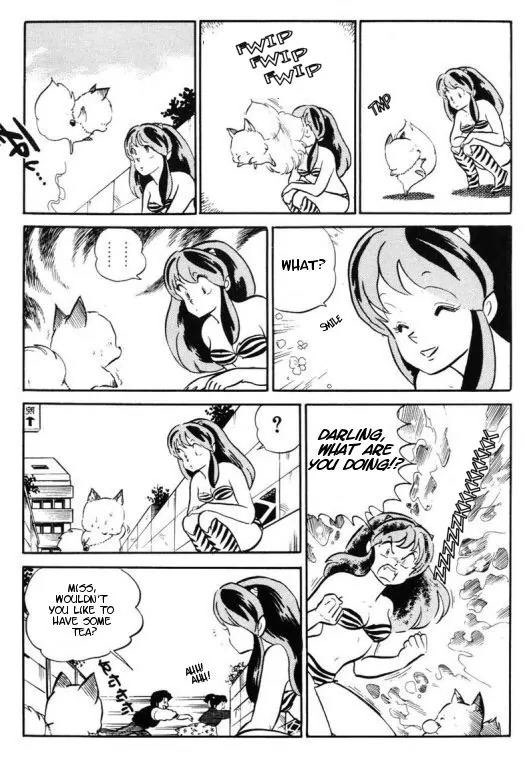 FWIP
FWIP
FWIP
TMP
WHAT?
SMILE
?
DARLING,
WHAT ARE
YOU DOING!?
ZZZZZKKKKKKKK
MISS,
WOULDN'T
YOU LIKE TO
HAVE SOME
TEA?
AHH!
AHH!